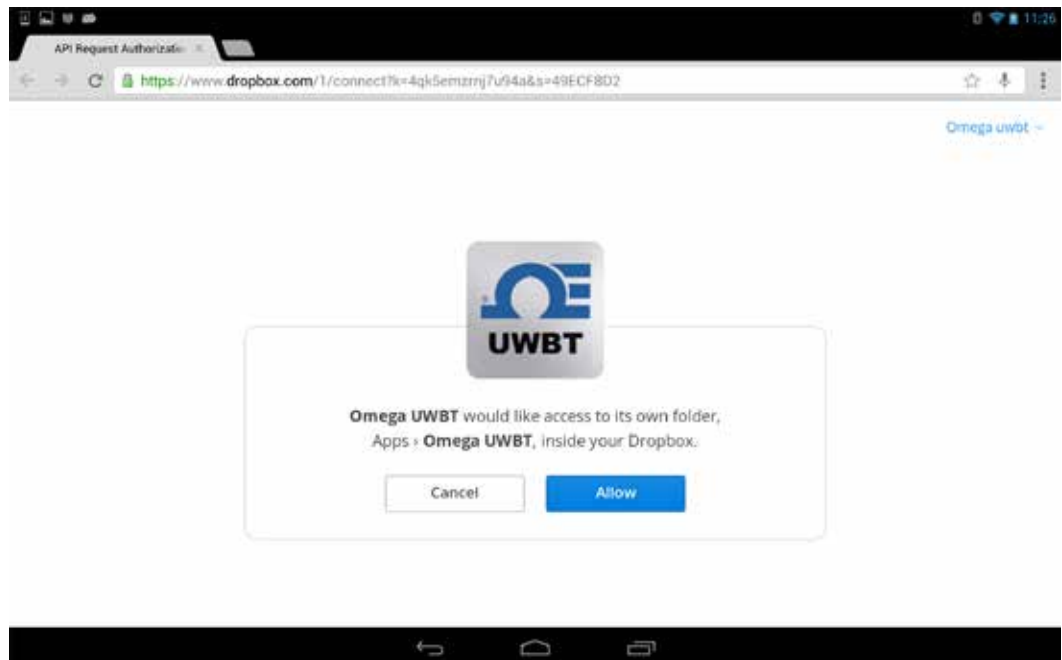 11:26
API Request Authorizatio
https://www.dropbox.com/1/connect?k=4qk5emzrnj7u94a&s=49ECF8D2
Omega uwbt
UWBT
Omega UWBT would like access to its own folder,
Apps › Omega UWBT, inside your Dropbox.
Cancel
Allow